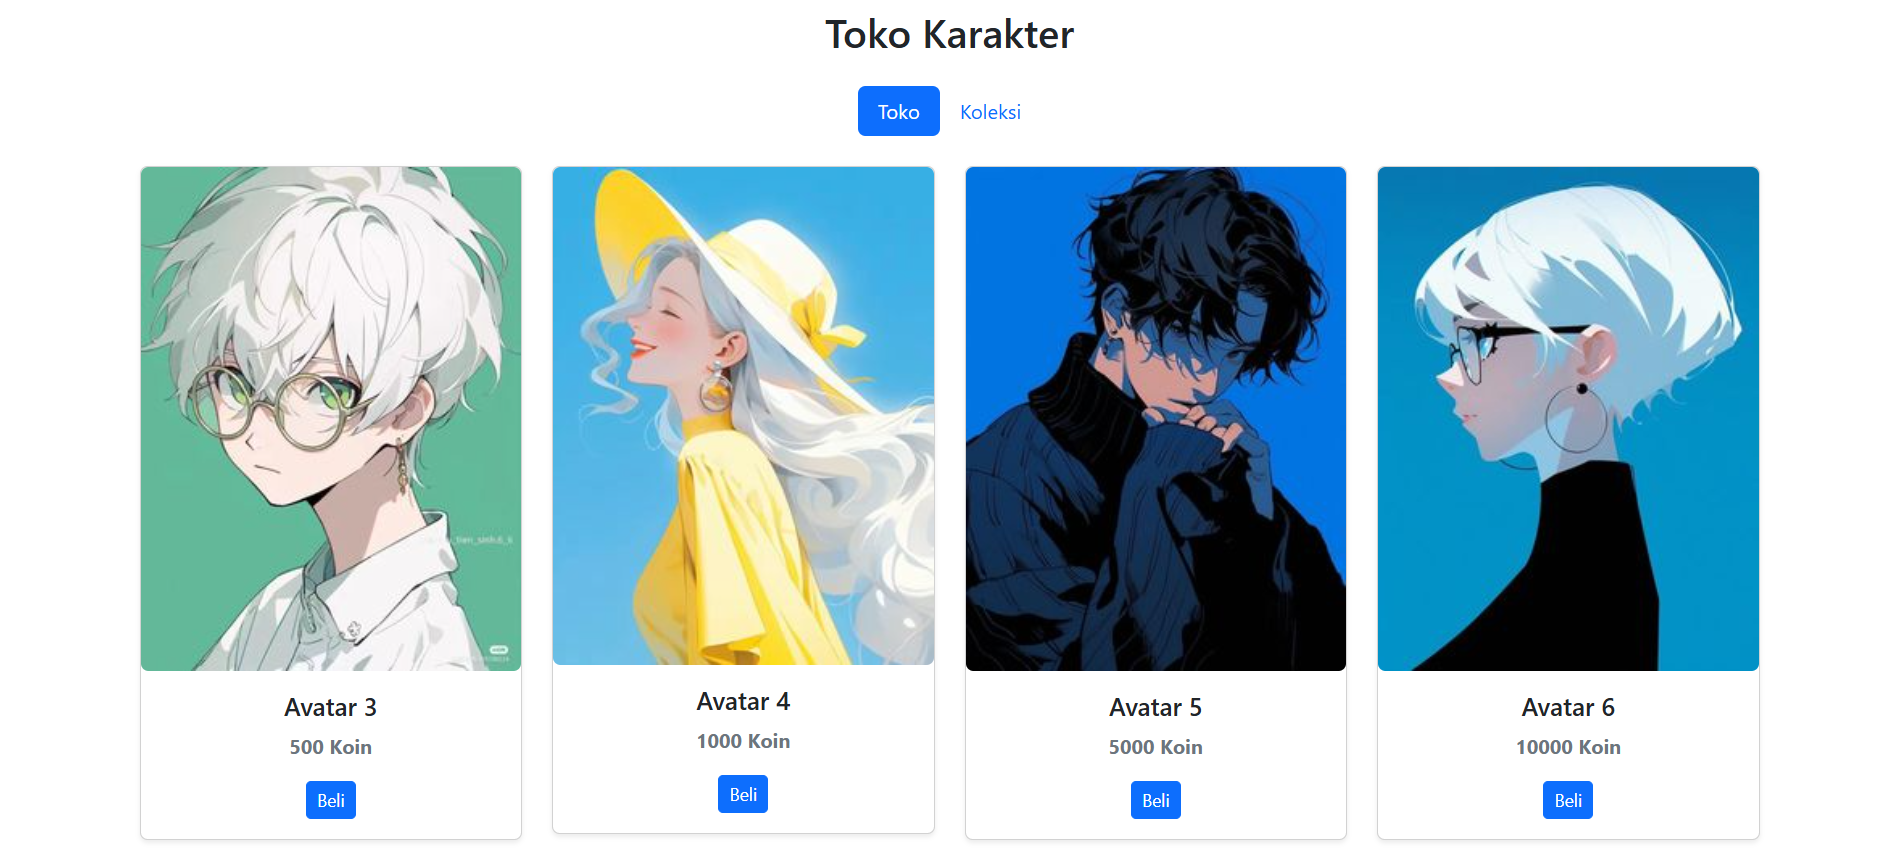 Toko Karakter
Toko
Koleksi
Avatar 3
500 Koin
Beli
Avatar 4
1000 Koin
Beli
Avatar 5
5000 Koin
Beli
Avatar 6
10000 Koin
Beli